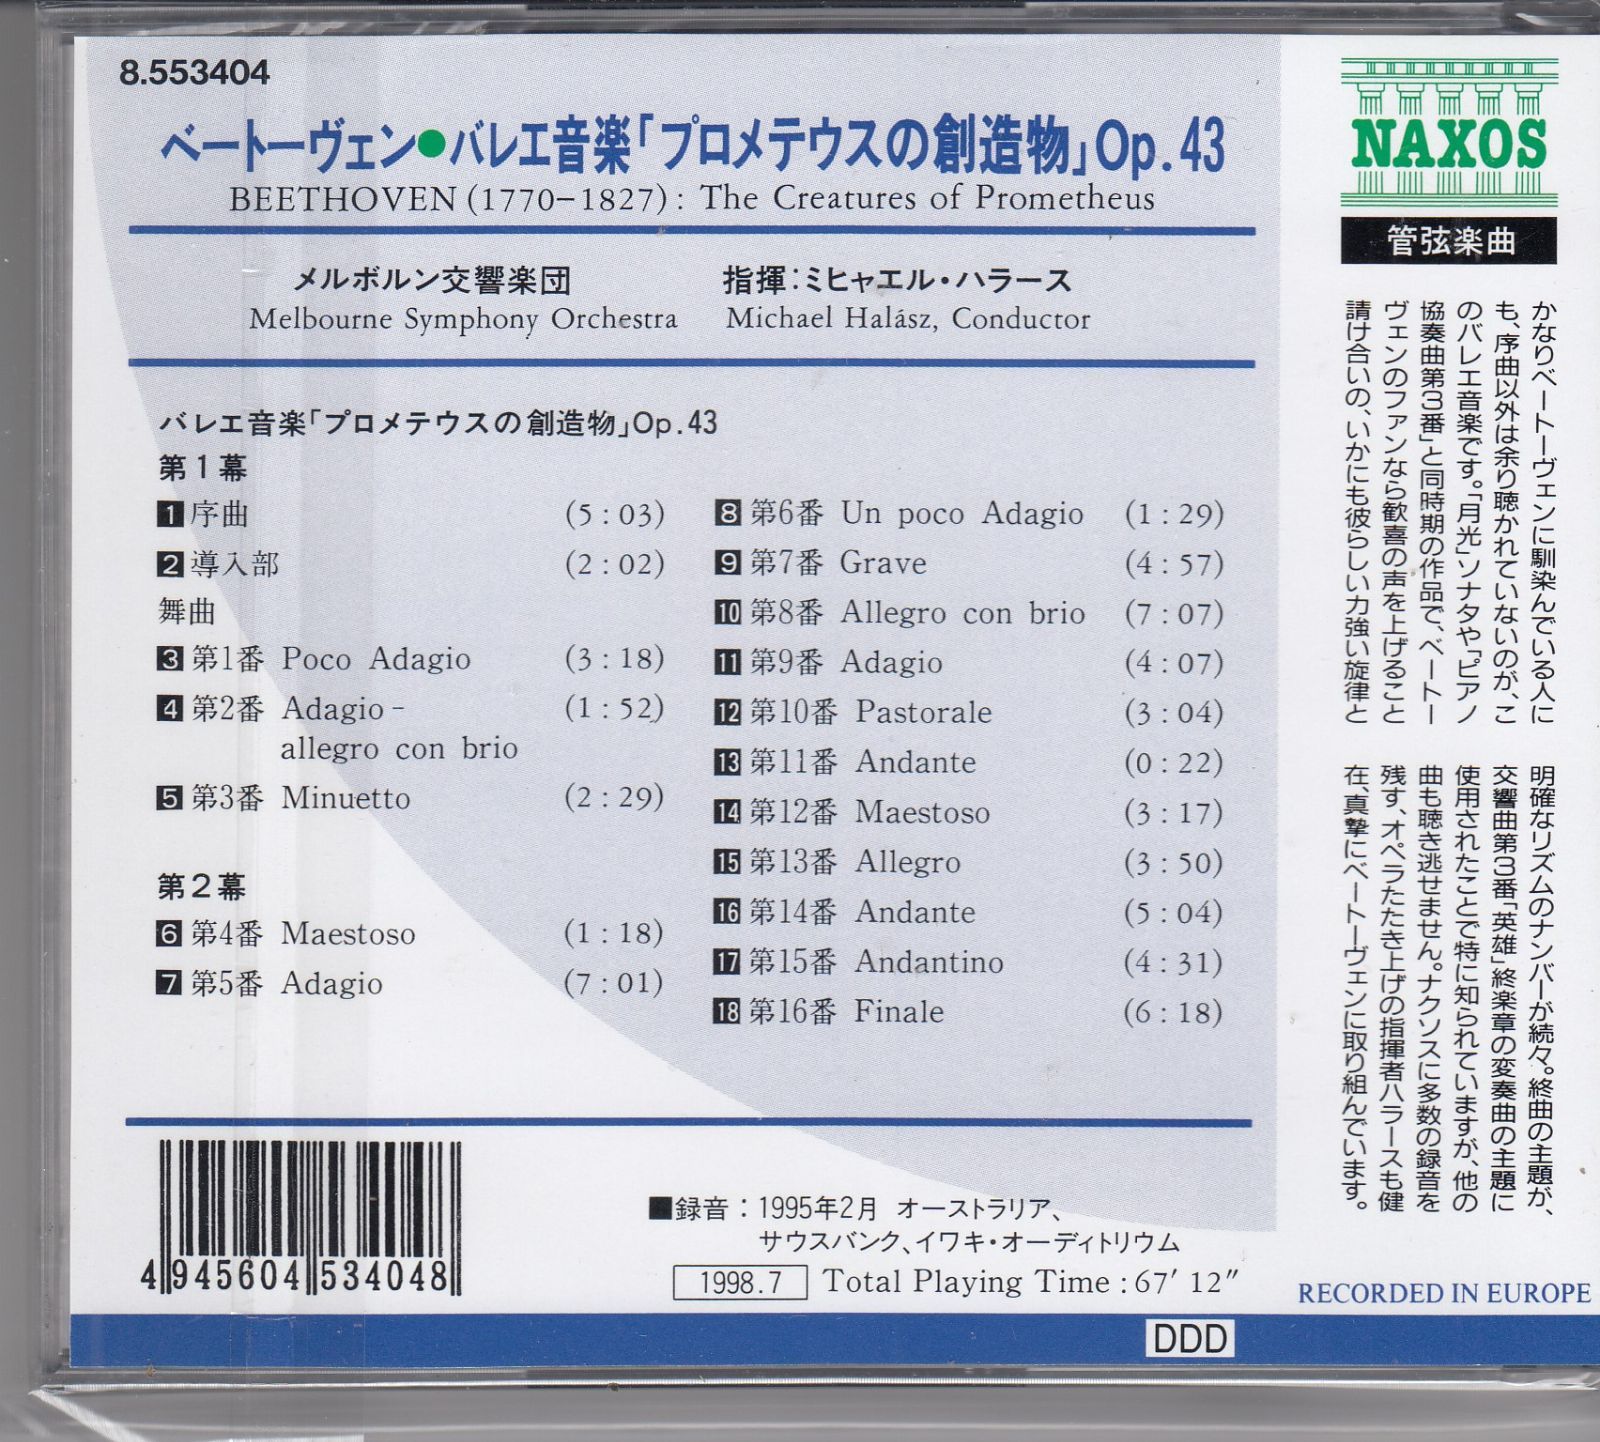 8.553404
ベートーヴェン●バレエ音楽「プロメテウスの創造物」Op.43
BEETHOVEN (1770-1827) : The Creatures of Prometheus
メルボルン交響楽団
Melbourne Symphony Orchestra
指揮：ミヒャエル・ハラース
Michael Halász, Conductor
バレエ音楽「プロメテウスの創造物」Op.43
第1幕
1 序曲 (5:03)
2 導入部 (2:02)
舞曲
3 第1番 Poco Adagio (3:18)
4 第2番 Adagio- (1:52)
allegro con brio
5 第3番 Minuetto (2:29)
第2幕
6 第4番 Maestoso (1:18)
7 第5番 Adagio (7:01)
8 第6番 Un poco Adagio (1:29)
9 第7番 Grave (4:57)
10 第8番 Allegro con brio (7:07)
11 第9番 Adagio (4:07)
12 第10番 Pastorale (3:04)
13 第11番 Andante (0:22)
14 第12番 Maestoso (3:17)
15 第13番 Allegro (3:50)
16 第14番 Andante (5:04)
17 第15番 Andantino (4:31)
18 第16番 Finale (6:18)
4 945604 534048
■録音：1995年2月 オーストラリア、
サウスバンク、イワキ・オーディトリウム
1998.7 Total Playing Time : 67′ 12″
DDD
NAXOS
管弦楽曲
かなりベートーヴェンに馴染んでいる人に
も、序曲以外は余り聴かれていないのが、こ
のバレエ音楽です。「月光」ソナタや「ピアノ
協奏曲第3番」と同時期の作品で、ベートー
ヴェンのファンなら歓喜の声を上げること
請け合いの、いかにも彼らしい力強い旋律と
明確なリズムのナンバーが続々。終曲の主題が、
交響曲第3番「英雄」終楽章の変奏曲の主題に
使用されたことで特に知られていますが、他の
曲も聴き逃せません。ナクソスに多数の録音を
残す、オペラたたき上げの指揮者ハラースも健
在、真摯にベートーヴェンに取り組んでいます。
RECORDED IN EUROPE